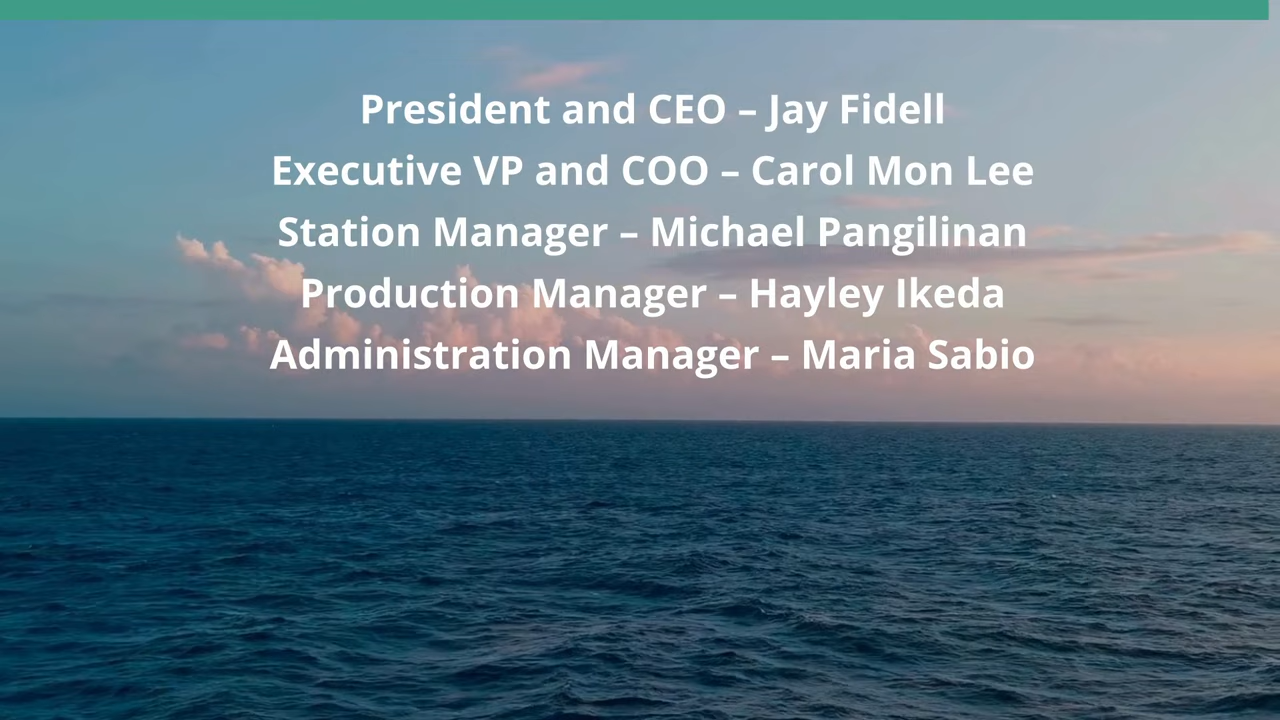 President and CEO – Jay Fidell
Executive VP and COO – Carol Mon Lee
Station Manager – Michael Pangilinan
Production Manager – Hayley Ikeda
Administration Manager – Maria Sabio